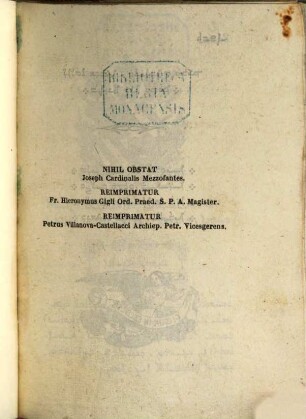 BIBLIOTHECA
REGIA
MONACENSIS
NIHIL OBSTAT
Joseph Cardinalis Mezzofantes.
REIMPRIMATUR
Fr. Hieronymus Gigli Ord. Praed. S. P. A. Magister.
REIMPRIMATUR
Petrus Villanova-Castellacci Archiep. Petr. Vicesgerens.